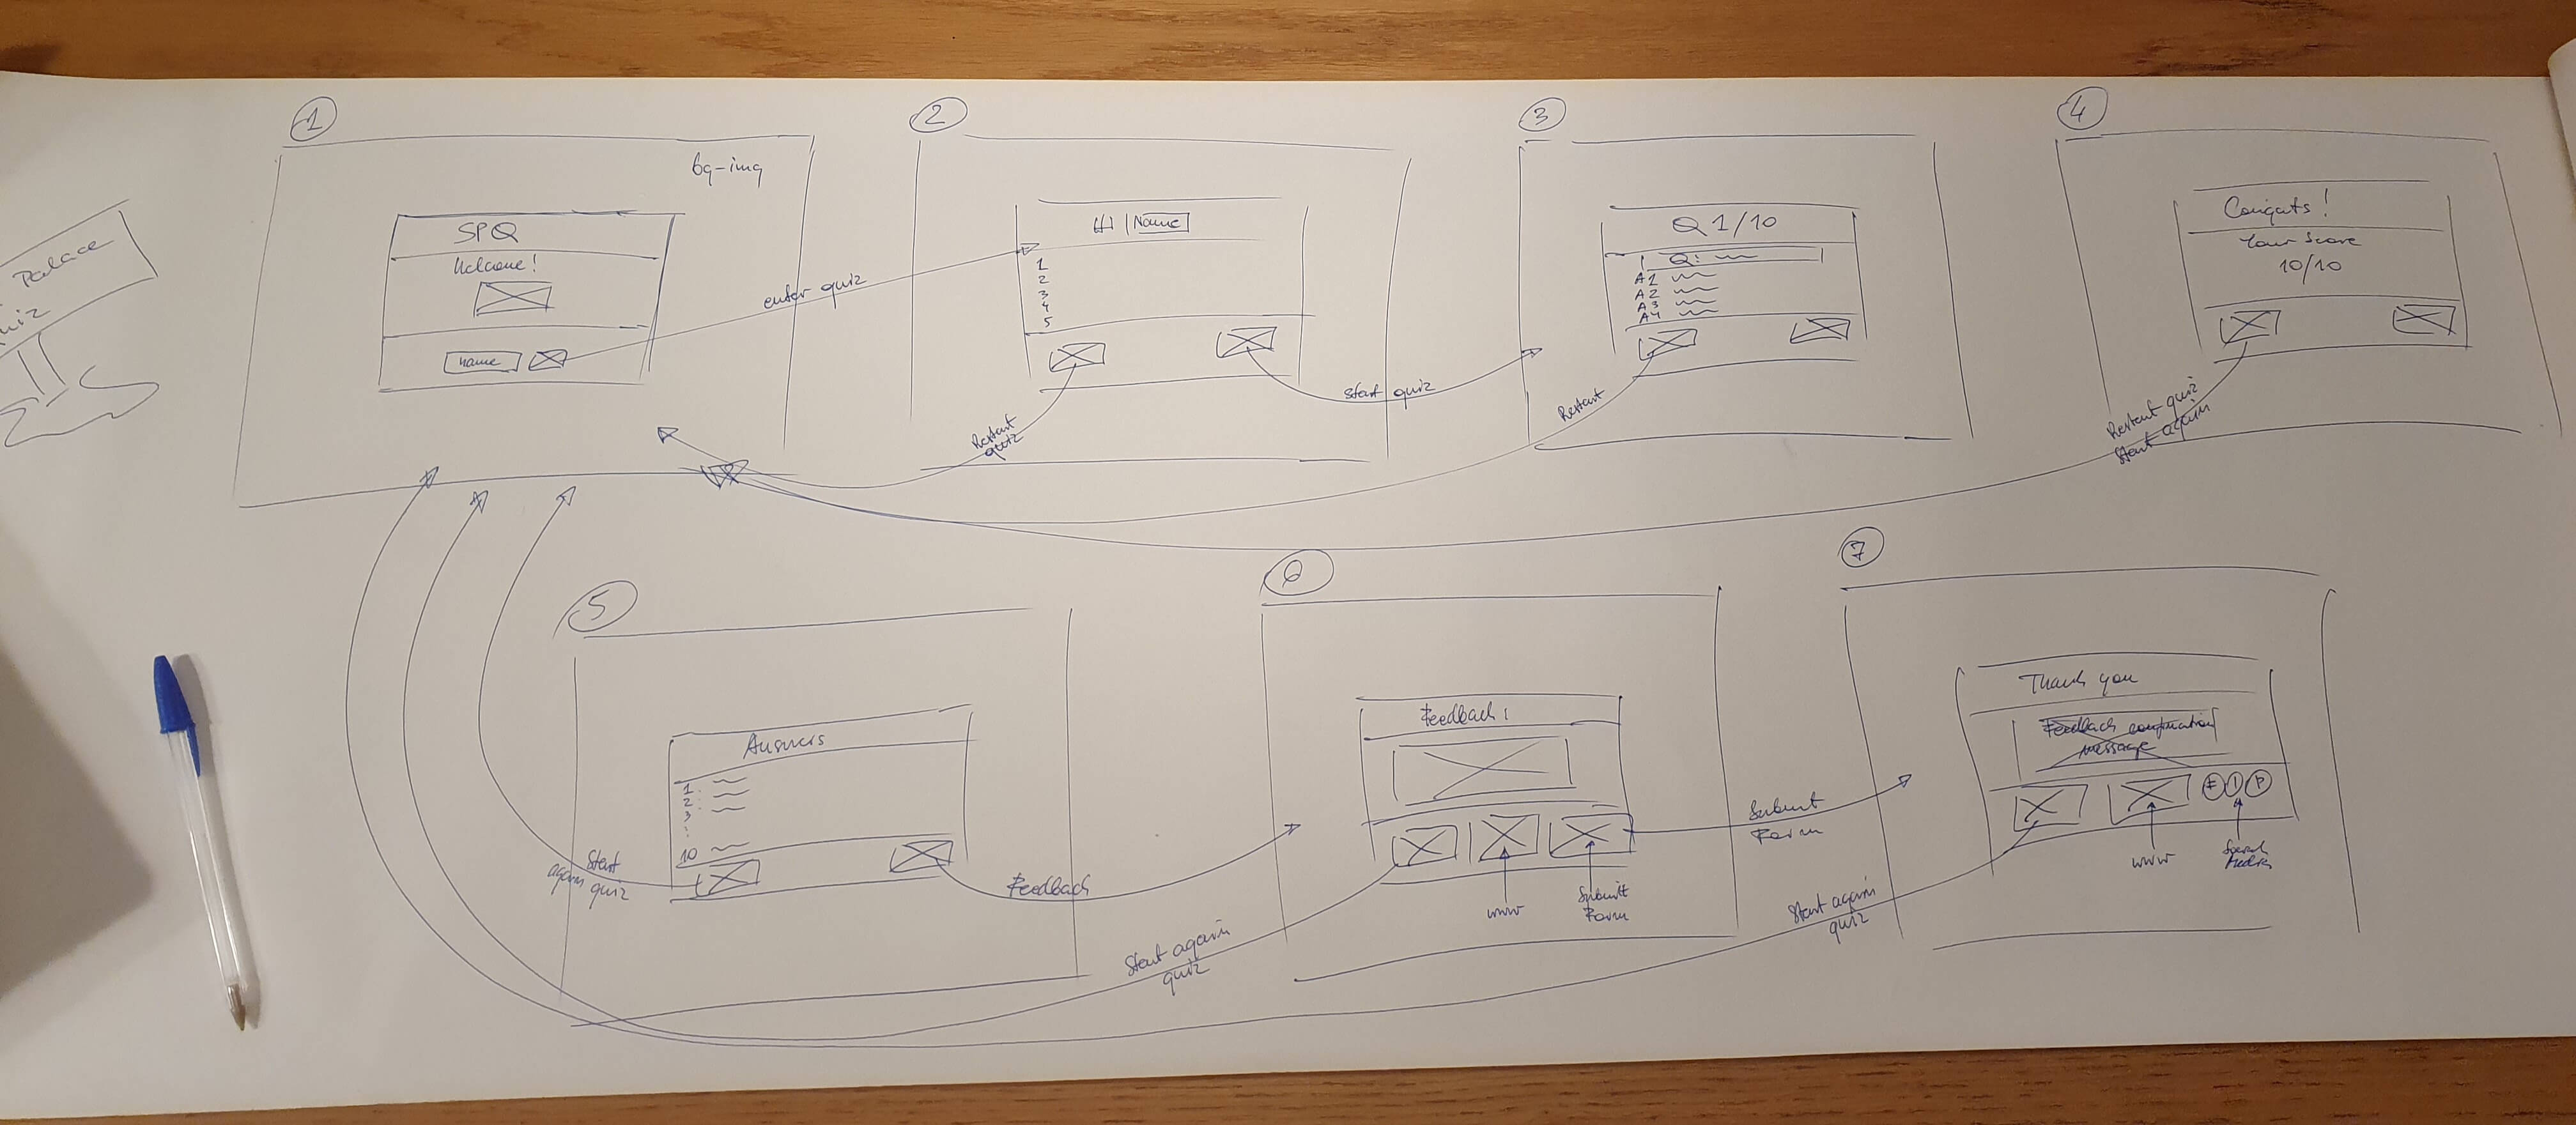 1
bg-img
SPQ
Welcome!
name
enter quiz
2
Hi Name
1
2
3
4
5
Restart
quiz
Start quiz
3
Q 1/10
Q:
A1
A2
A3
A4
Restart
4
Congats!
Your Score
10/10
Restart quiz
Start again
Palace
5
Answers
1
2
3
10
Start
again quiz
Feedback
6
Feedback:
www
Submit
Form
Start again
quiz
Submit
Form
7
Thank you
Feedback confirmation
message
F I P
www
Social
Media
Start again
quiz